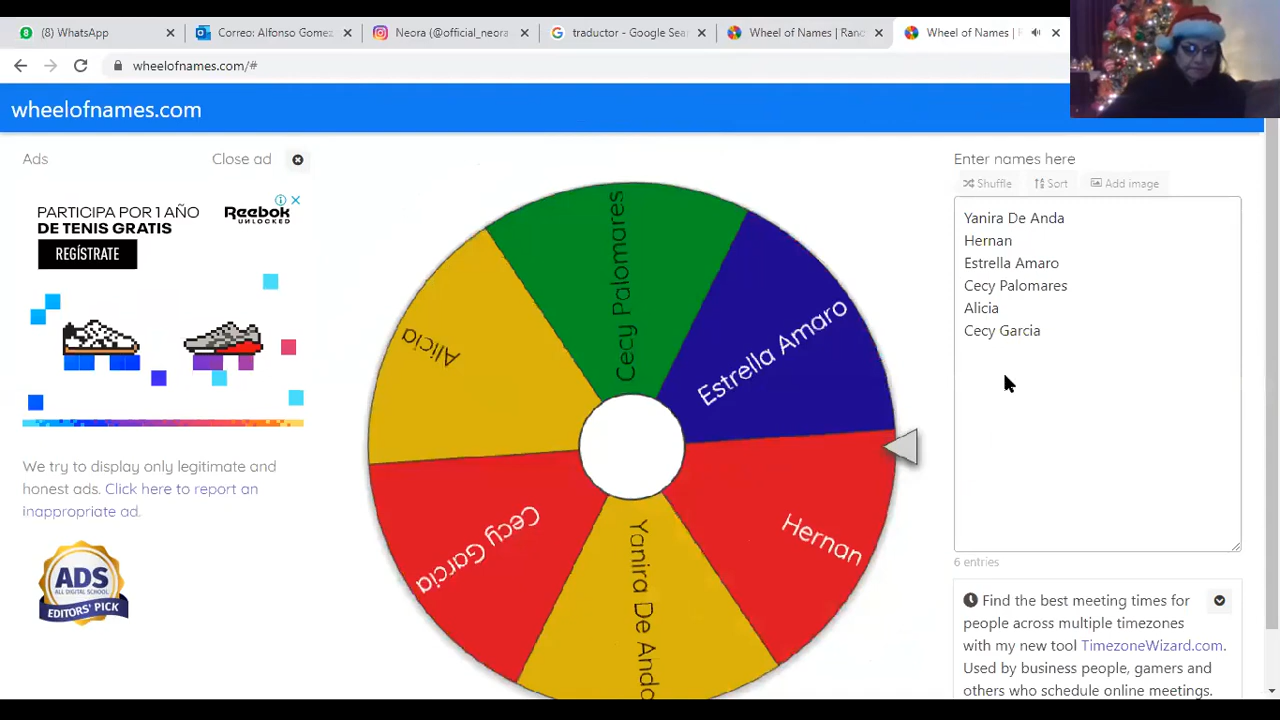 (8) WhatsApp
Correo: Alfonso Gomez
Neora (@official_neora
traductor - Google Sear
Wheel of Names | Ranc
Wheel of Names | R
wheelofnames.com/#
wheelofnames.com
Ads
Close ad
PARTICIPA POR 1 AÑO
DE TENIS GRATIS
REGÍSTRATE
Reebok
UNLOCKED
We try to display only legitimate and
honest ads. Click here to report an
inappropriate ad.
ADS
ALL DIGITAL SCHOOL
EDITORS' PICK
Cecy Palomares
Estrella Amaro
Hernan
Yanira De Anda
Cecy Garcia
Alicia
Enter names here
Shuffle
Sort
Add image
Yanira De Anda
Hernan
Estrella Amaro
Cecy Palomares
Alicia
Cecy Garcia
6 entries
Find the best meeting times for
people across multiple timezones
with my new tool TimezoneWizard.com.
Used by business people, gamers and
others who schedule online meetings.